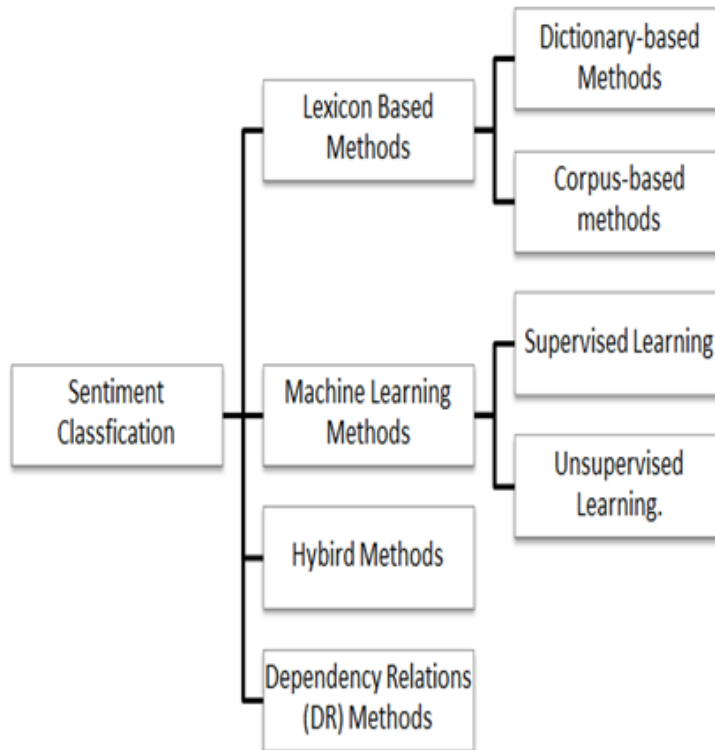 Dictionary-based
Methods
Lexicon Based
Methods
Corpus-based
methods
Supervised Learning
Sentiment
Classfication
Machine Learning
Methods
Unsupervised
Learning.
Hybird Methods
Dependency Relations
(DR) Methods